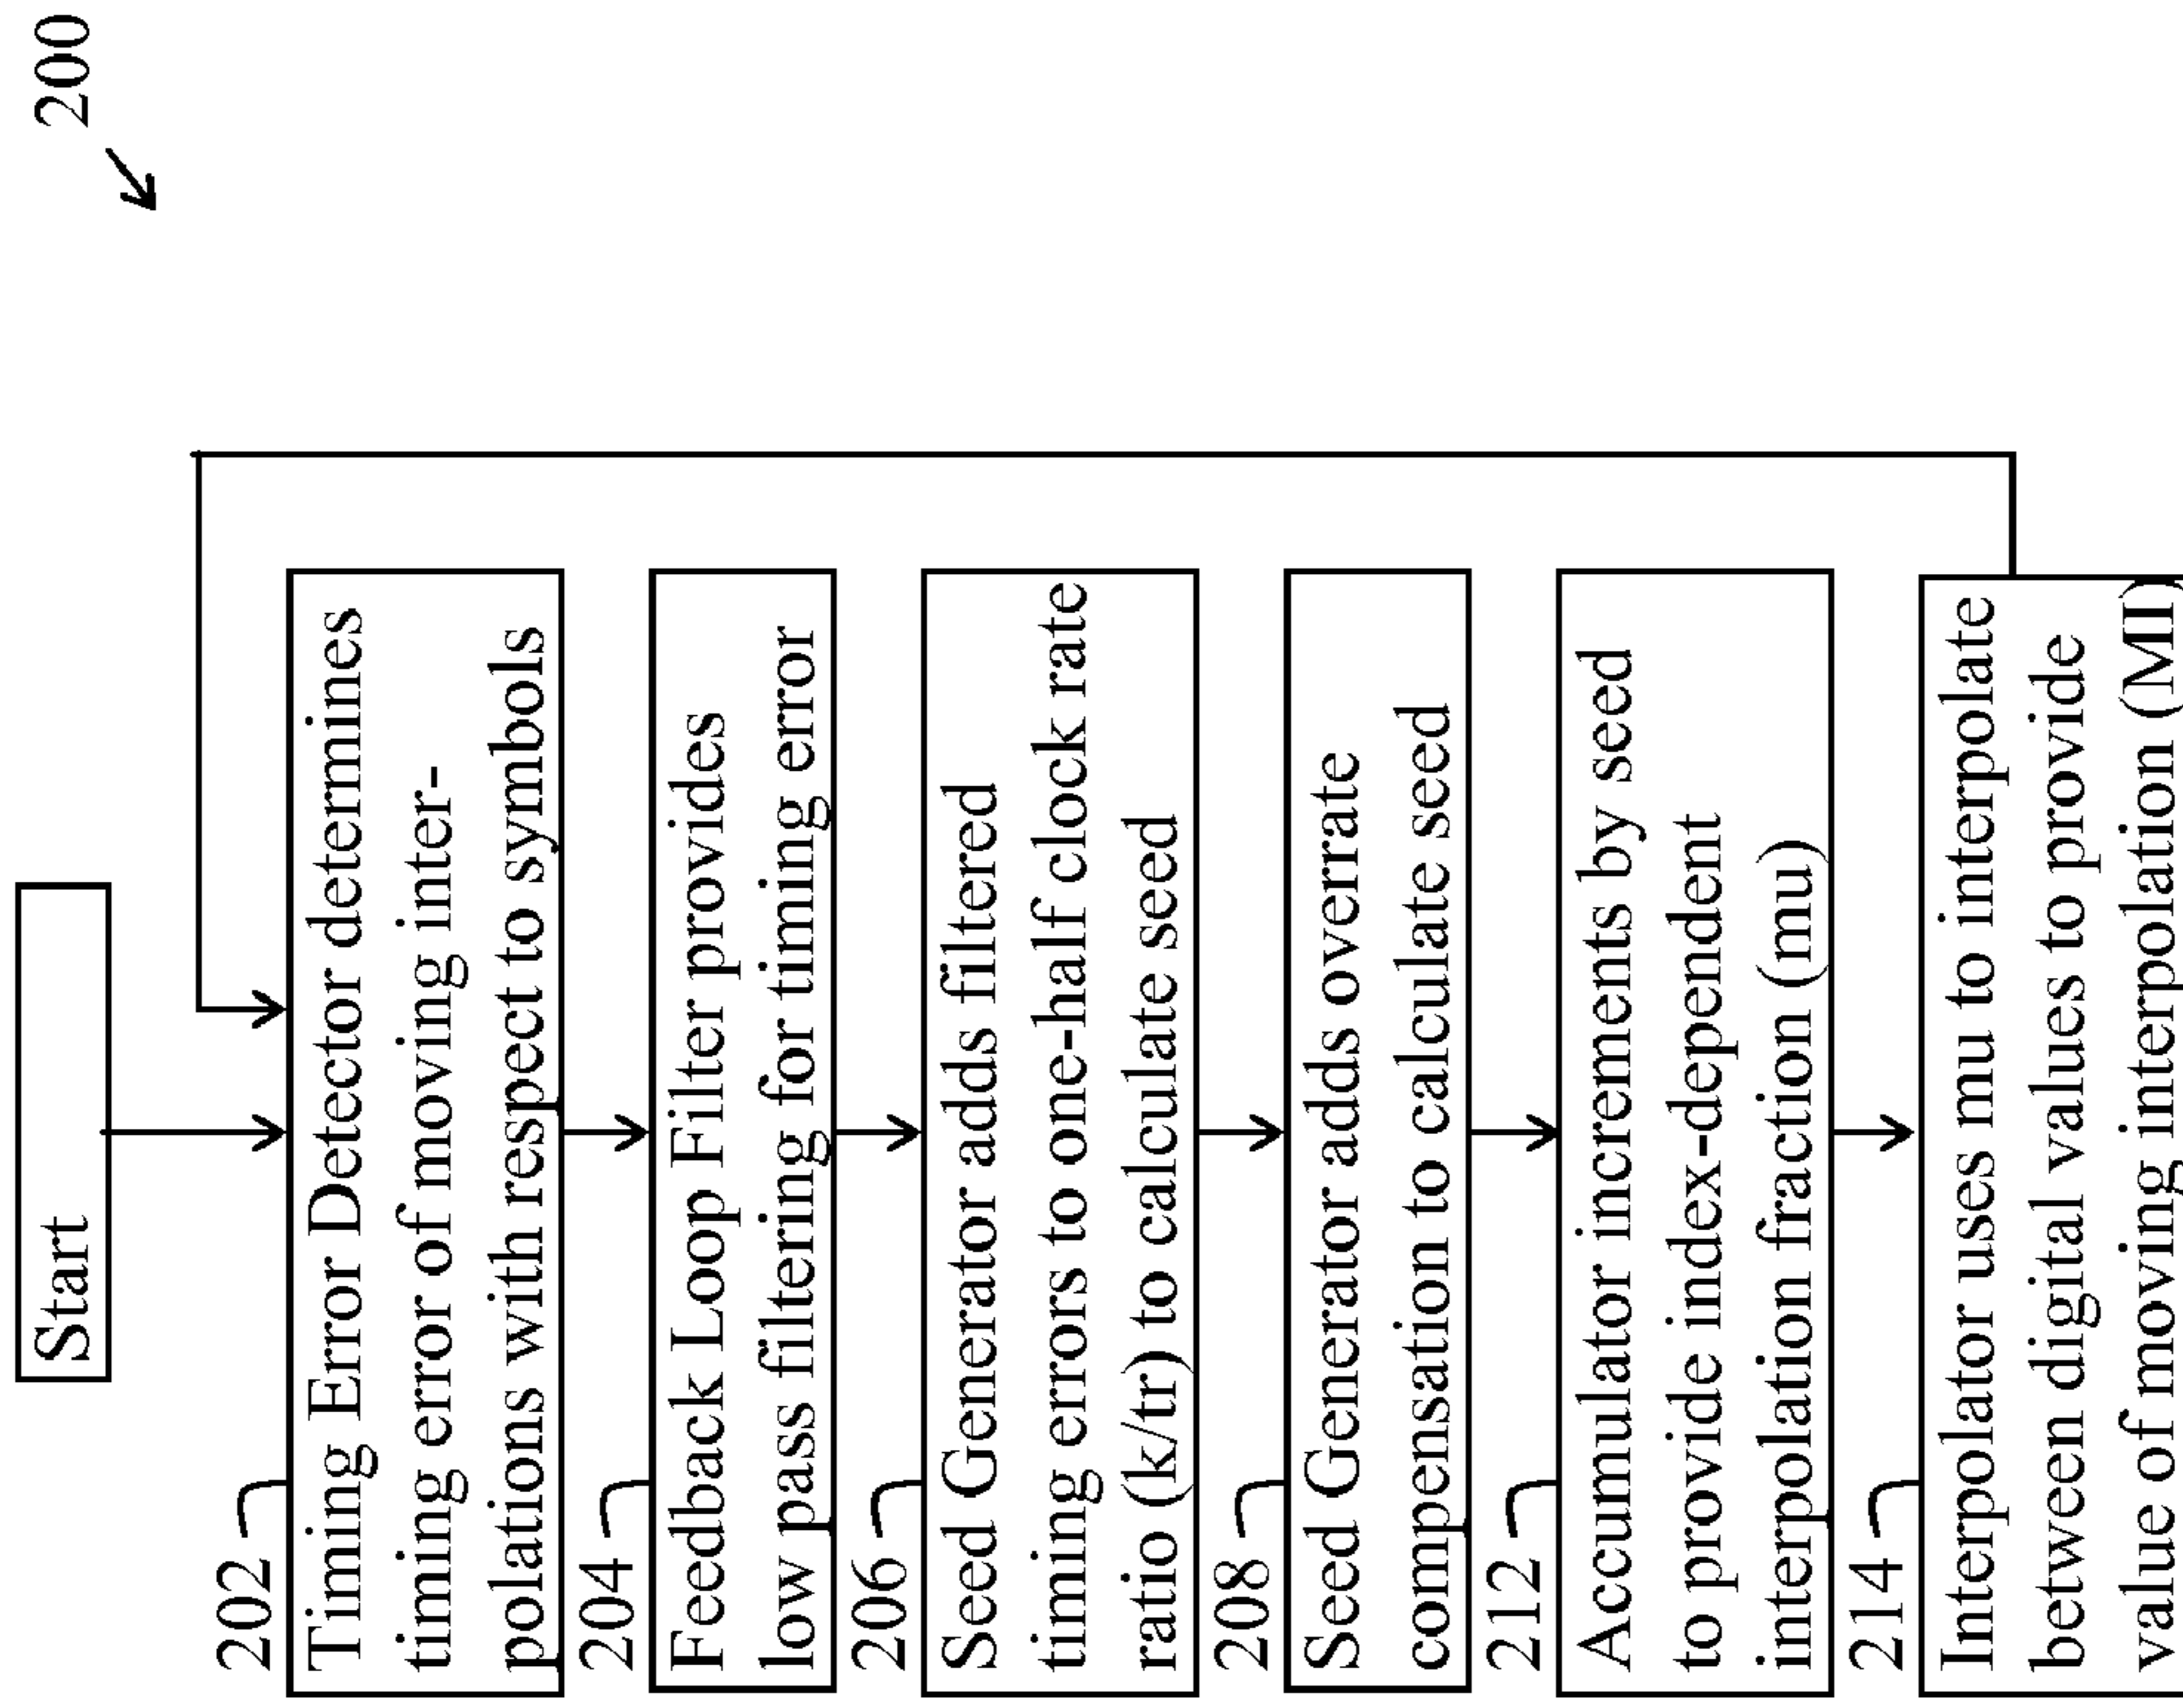 200
Start
202
Timing Error Detector determines
timing error of moving inter-
polations with respect to symbols
204
Feedback Loop Filter provides
low pass filtering for timing error
206
Seed Generator adds filtered
timing errors to one-half clock rate
ratio (k/tr) to calculate seed
208
Seed Generator adds overrate
compensation to calculate seed
212
Accumulator increments by seed
to provide index-dependent
interpolation fraction (mu)
214
Interpolator uses mu to interpolate
between digital values to provide
value of moving interpolation (MI)